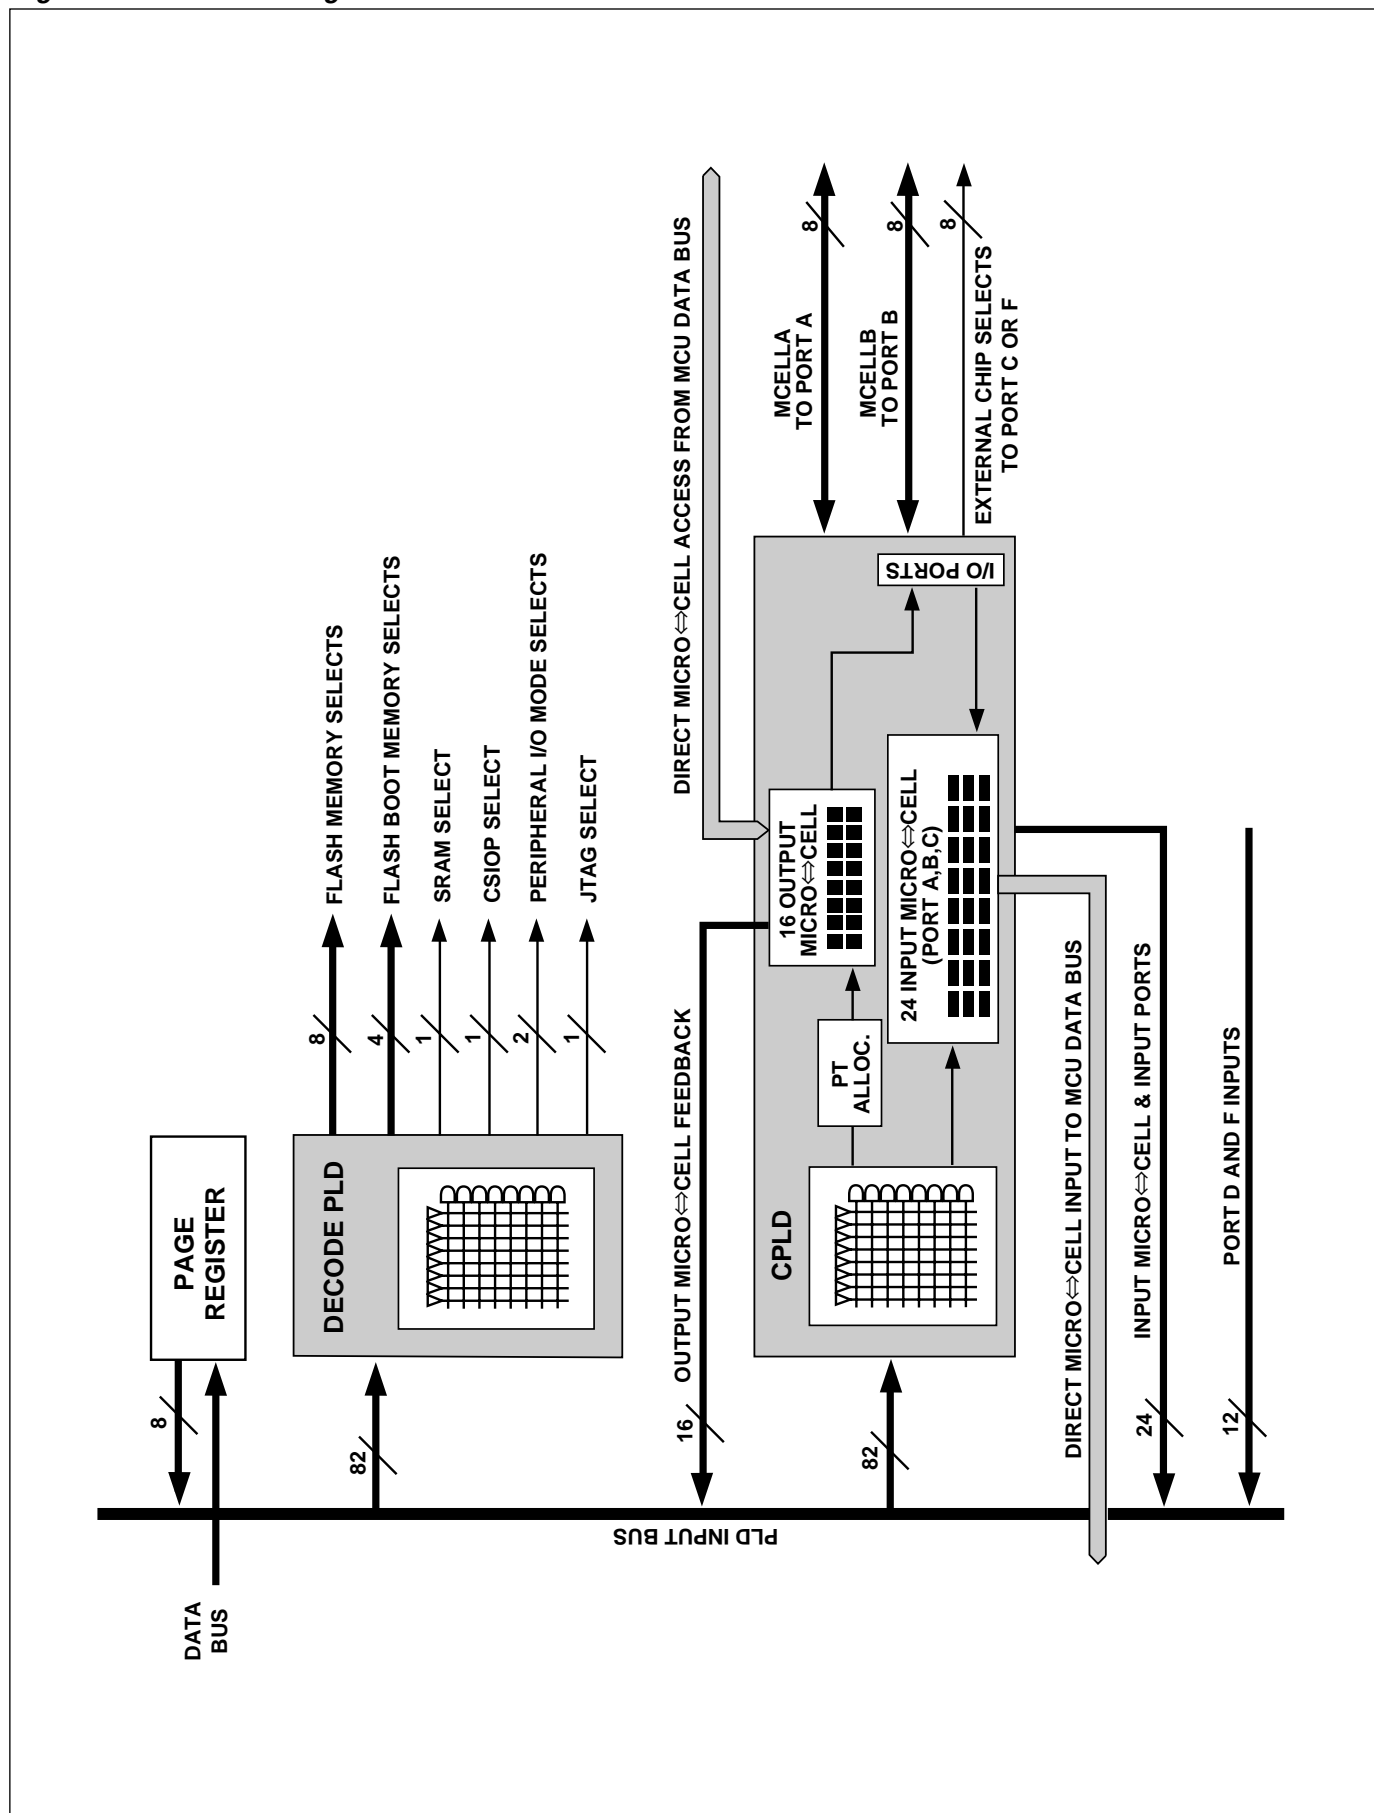 DATA
BUS
8
PAGE
REGISTER
PLD INPUT BUS
82
DECODE PLD
8
FLASH MEMORY SELECTS
4
FLASH BOOT MEMORY SELECTS
1
SRAM SELECT
1
CSIOP SELECT
2
PERIPHERAL I/O MODE SELECTS
1
JTAG SELECT
16
OUTPUT MICRO⇔CELL FEEDBACK
DIRECT MICRO⇔CELL ACCESS FROM MCU DATA BUS
82
CPLD
PT
ALLOC.
16 OUTPUT
MICRO⇔CELL
24 INPUT MICRO⇔CELL
(PORT A,B,C)
I/O PORTS
MCELLA
TO PORT A
8
MCELLB
TO PORT B
8
EXTERNAL CHIP SELECTS
TO PORT C OR F
8
DIRECT MICRO⇔CELL INPUT TO MCU DATA BUS
24
INPUT MICRO⇔CELL & INPUT PORTS
12
PORT D AND F INPUTS